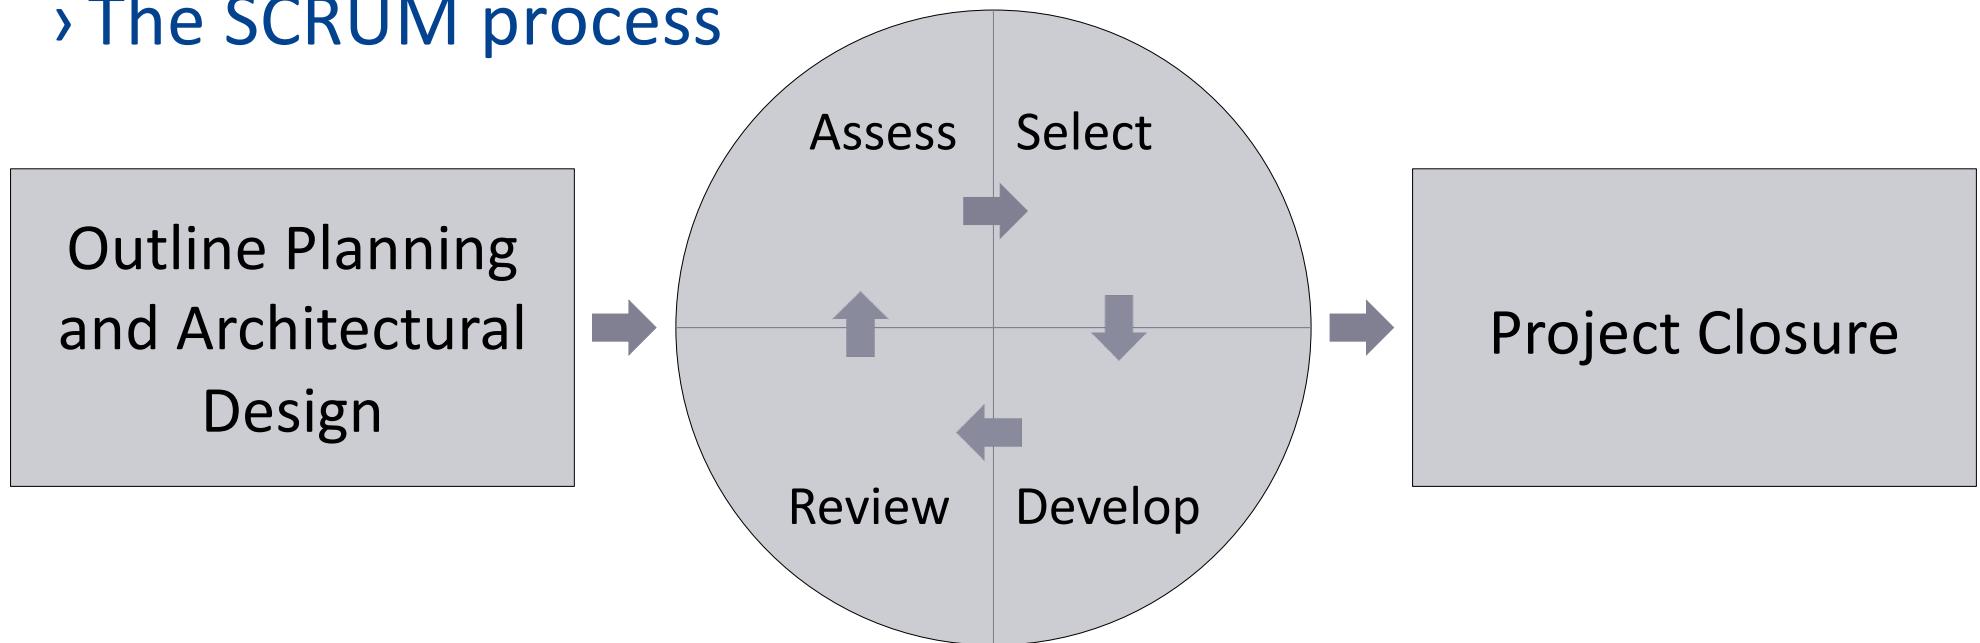 › The SCRUM process
Assess
Select
Outline Planning
and Architectural
Design
Project Closure
Review
Develop